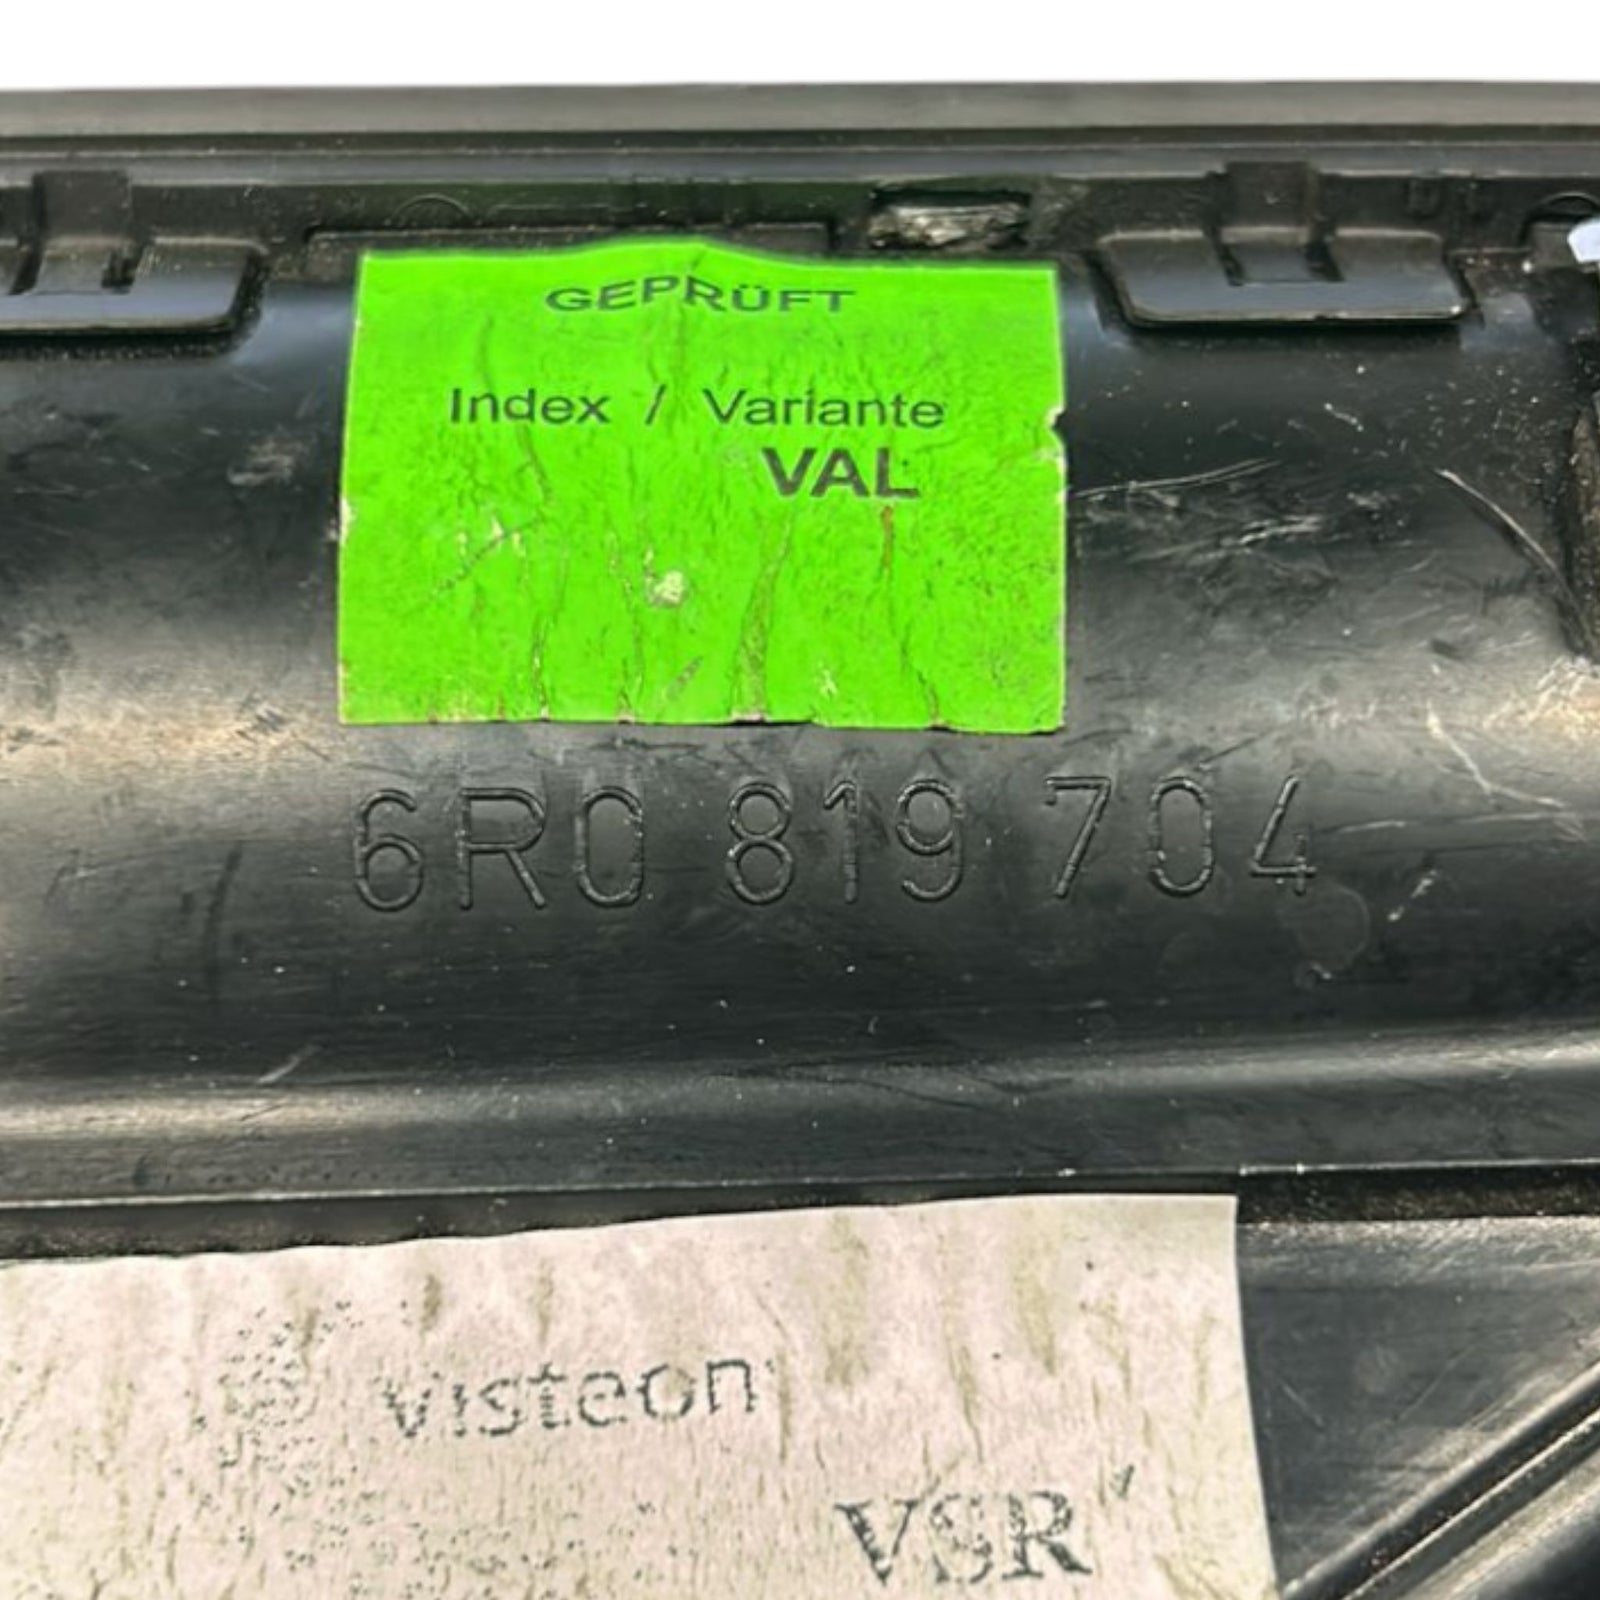 GEPRÜFT
Index / Variante
VAL
6R0 819 704
Visteon
VSR